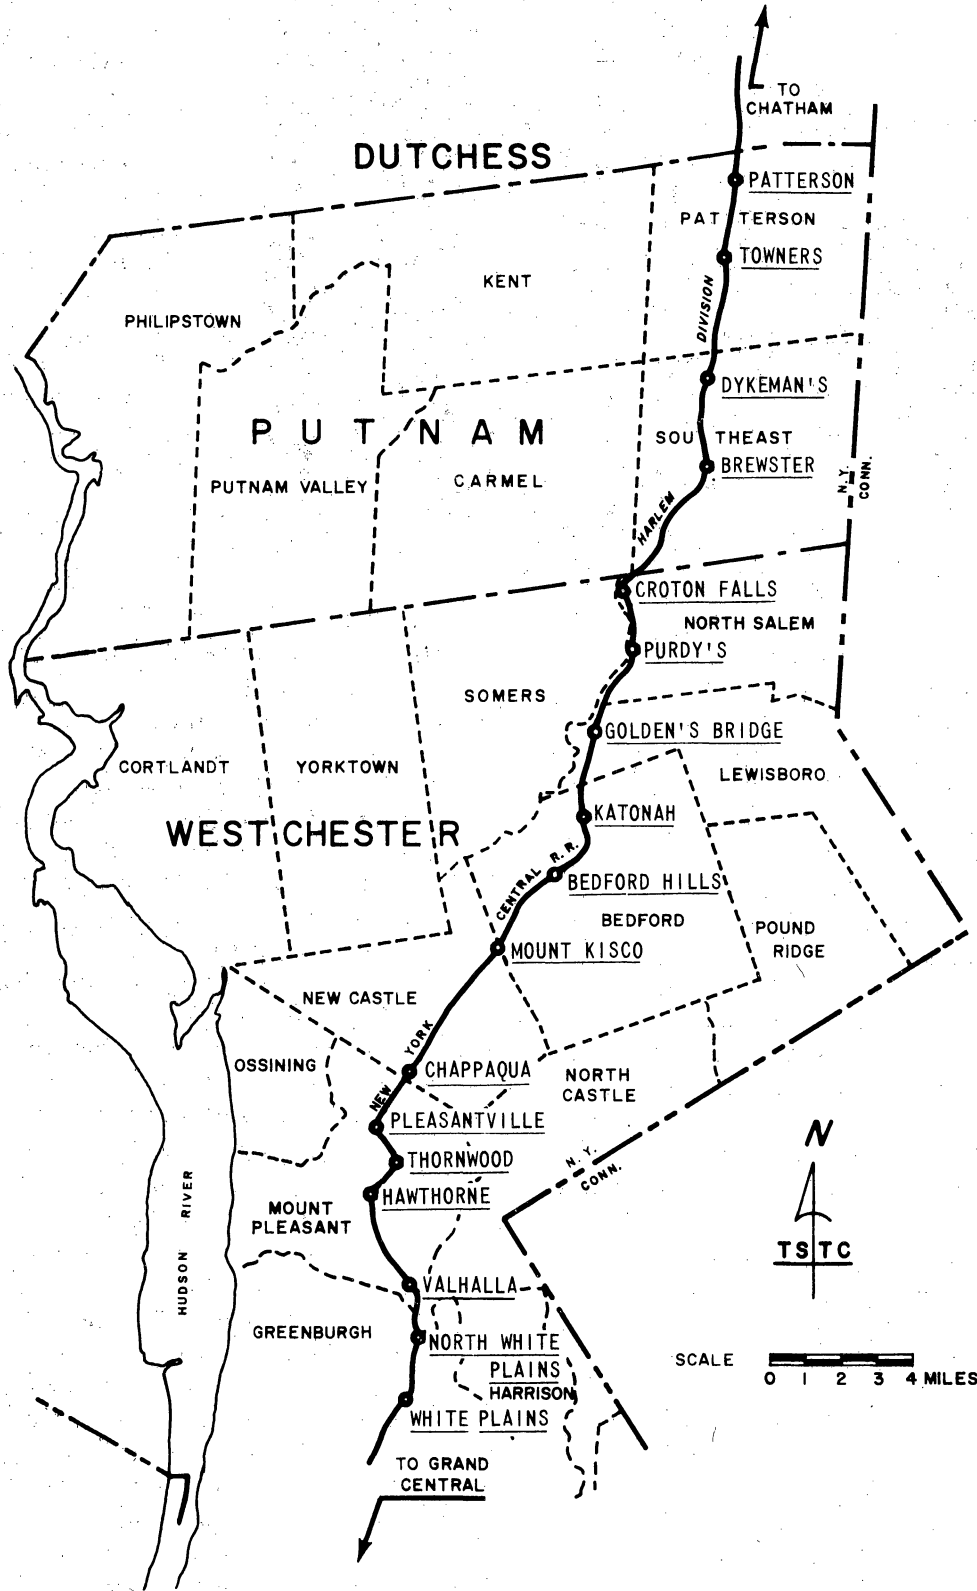 TO
CHATHAM
DUTCHESS
PATTERSON
PATTERSON
TOWNERS
KENT
DIVISION
PHILIPSTOWN
DYKEMAN'S
PUTNAM
SOUTHEAST
BREWSTER
N.Y.
CONN.
PUTNAM VALLEY
CARMEL
HARLEM
CROTON FALLS
NORTH SALEM
PURDY'S
SOMERS
GOLDEN'S BRIDGE
CORTLANDT
YORKTOWN
LEWISBORO
KATONAH
WESTCHESTER
CENTRAL R.R.
BEDFORD HILLS
BEDFORD
POUND
RIDGE
MOUNT KISCO
NEW CASTLE
YORK
OSSINING
CHAPPAQUA
NORTH
CASTLE
NEW
PLEASANTVILLE
N
THORNWOOD
N.Y.
CONN.
HAWTHORNE
HUDSON RIVER
MOUNT
PLEASANT
TSTC
VALHALLA
GREENBURGH
NORTH WHITE
PLAINS
HARRISON
SCALE
0 1 2 3 4 MILES
WHITE PLAINS
TO GRAND
CENTRAL